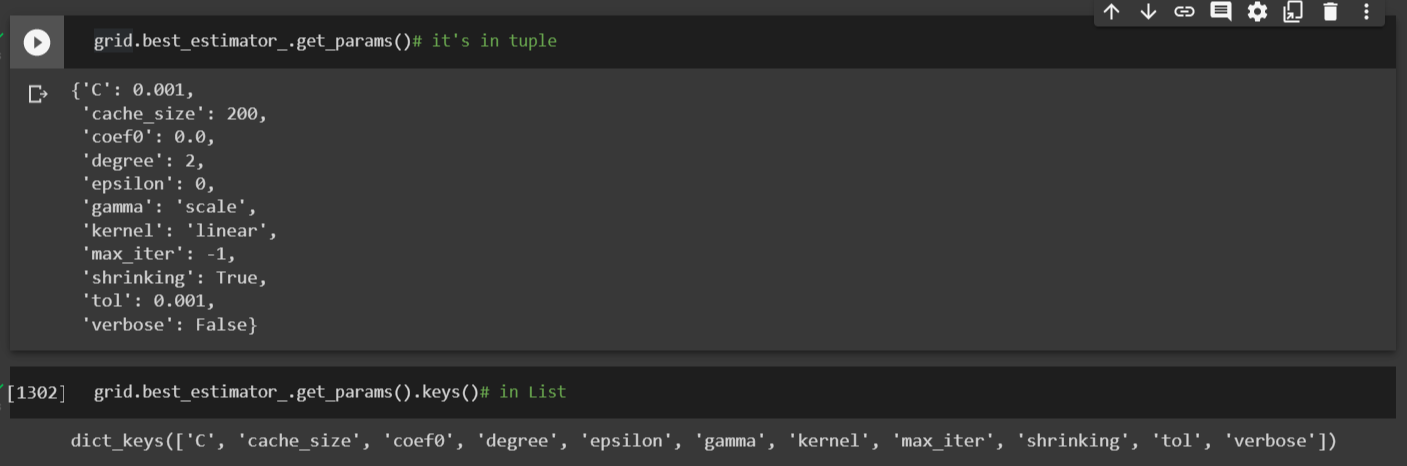 grid.best_estimator_.get_params()# it's in tuple
{'C': 0.001,
'cache_size': 200,
'coef0': 0.0,
'degree': 2,
'epsilon': 0,
'gamma': 'scale',
'kernel': 'linear',
'max_iter': -1,
'shrinking': True,
'tol': 0.001,
'verbose': False}
[1302] grid.best_estimator_.get_params().keys()# in List
dict_keys(['C', 'cache_size', 'coef0', 'degree', 'epsilon', 'gamma', 'kernel', 'max_iter', 'shrinking', 'tol', 'verbose'])